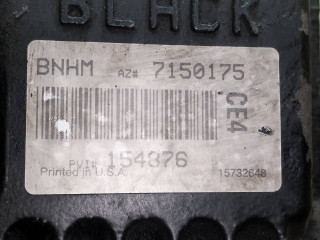 BLACK
BNHM AZ# 7150175
CE4
PVI# 154376
Printed in U.S.A. 15732648